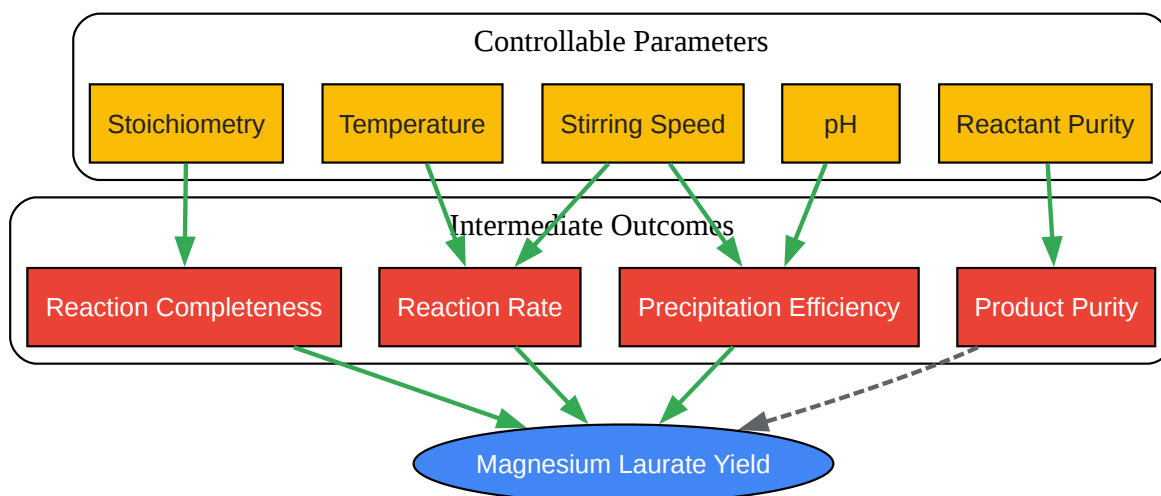 Controllable Parameters
Stoichiometry
Temperature
Stirring Speed
pH
Reactant Purity
Intermediate Outcomes
Reaction Completeness
Reaction Rate
Precipitation Efficiency
Product Purity
Magnesium Laurate Yield